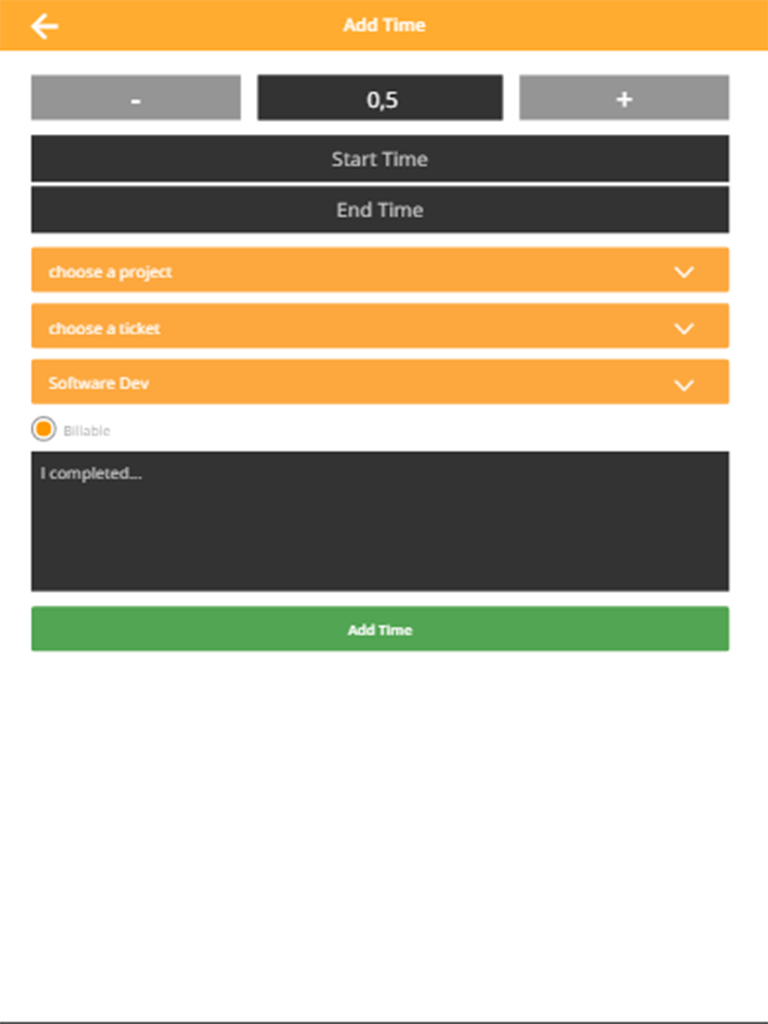 Add Time
- 0,5 +
Start Time
End Time
choose a project
choose a ticket
Software Dev
Billable
I completed...
Add Time